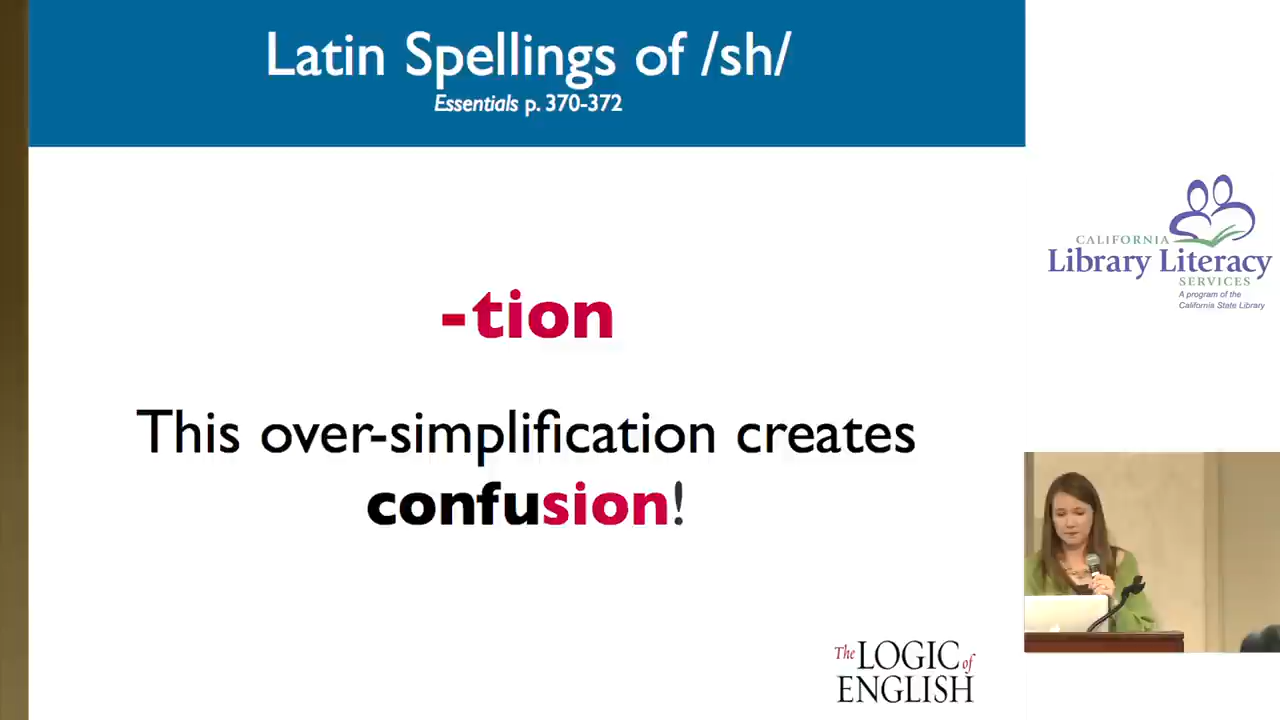 Latin Spellings of /sh/
Essentials p. 370-372
-tion
This over-simplification creates
confusion!
The LOGIC of
ENGLISH
CALIFORNIA
Library Literacy
SERVICES
A program of the
California State Library